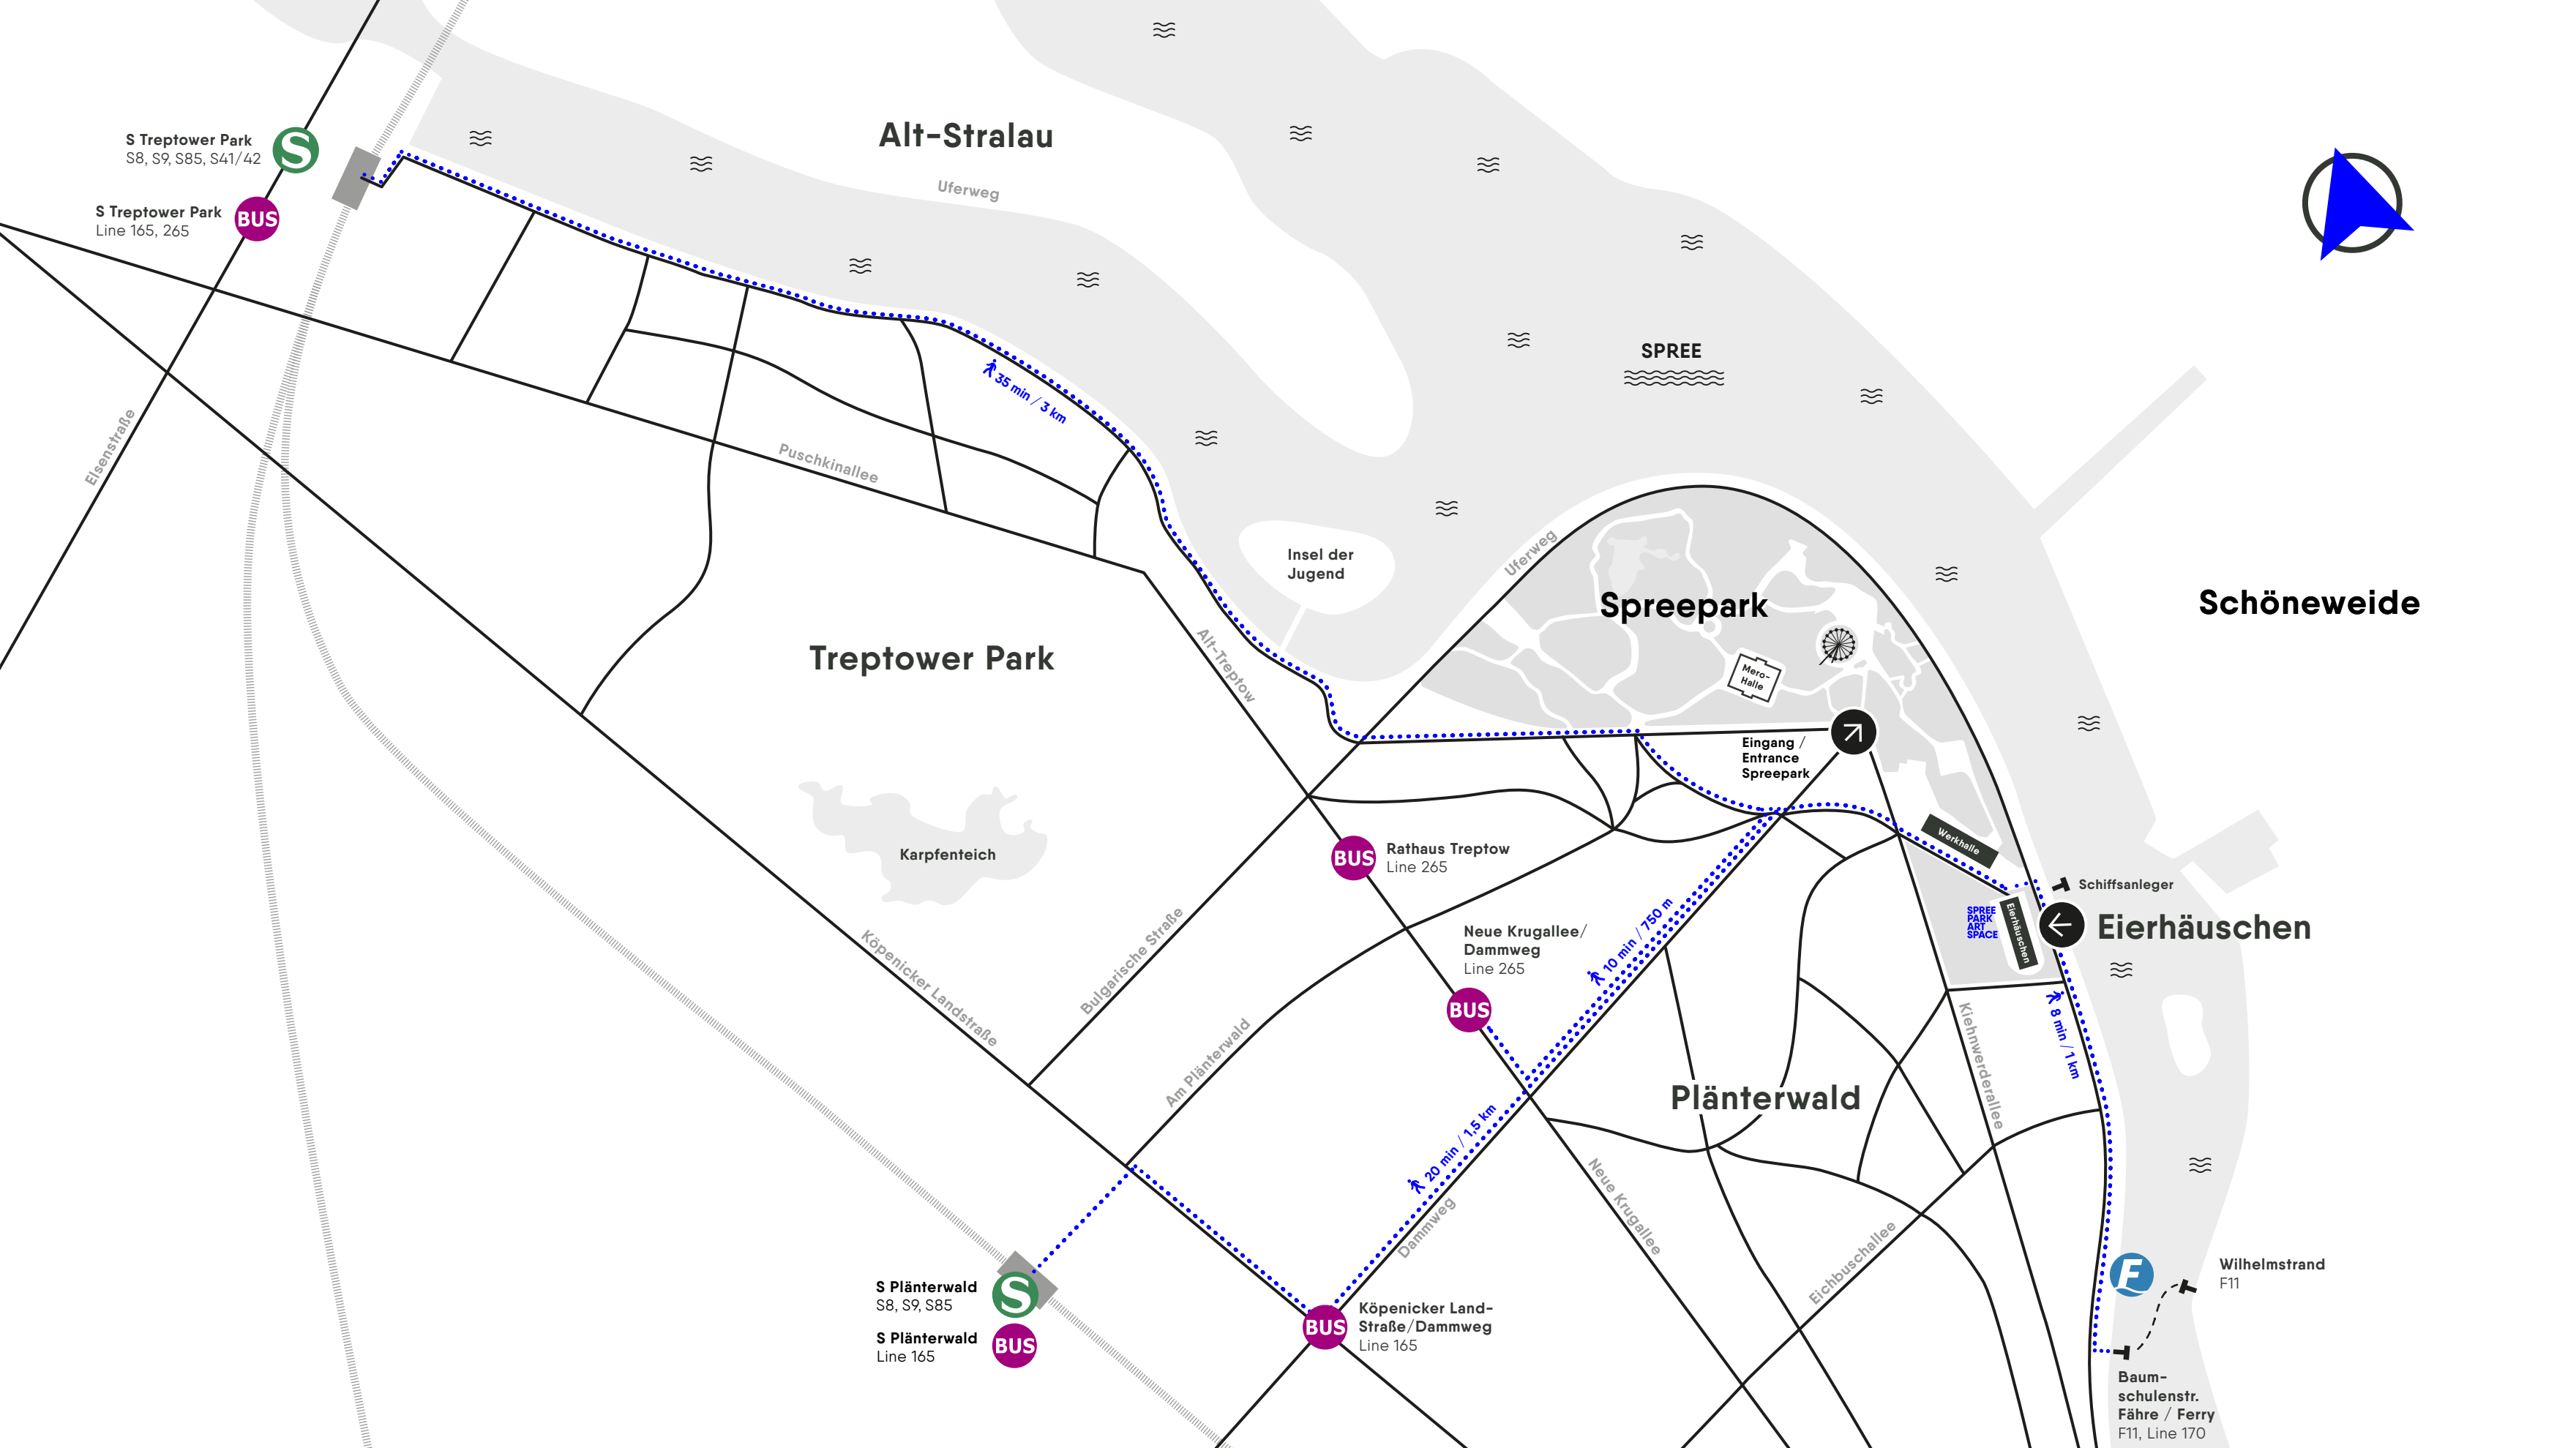 S Treptower Park
S8, S9, S85, S41/42
S
S Treptower Park
Line 165, 265
BUS
Alt-Stralau
Uferweg
SPREE
Elsenstraße
35 min / 3 km
Puschkinallee
Insel der
Jugend
Uferweg
Spreepark
Schöneweide
Mero-
Halle
Treptower Park
Alt-Treptow
Eingang /
Entrance
Spreepark
Karpfenteich
BUS
Rathaus Treptow
Line 265
Werkhalle
Schiffsanleger
SPREE
PARK
ART
SPACE
Eierhäuschen
Eierhäuschen
Köpenicker Landstraße
Bulgarische Straße
Neue Krugallee/
Dammweg
Line 265
BUS
10 min / 750 m
8 min / 1 km
Kiehnwerderallee
Am Plänterwald
Plänterwald
20 min / 1,5 km
Dammweg
Neue Krugallee
Eichbuschallee
S Plänterwald
S8, S9, S85
S
S Plänterwald
Line 165
BUS
BUS
Köpenicker Land-
Straße/Dammweg
Line 165
F
Wilhelmstrand
F11
Baum-
schulenstr.
Fähre / Ferry
F11, Line 170